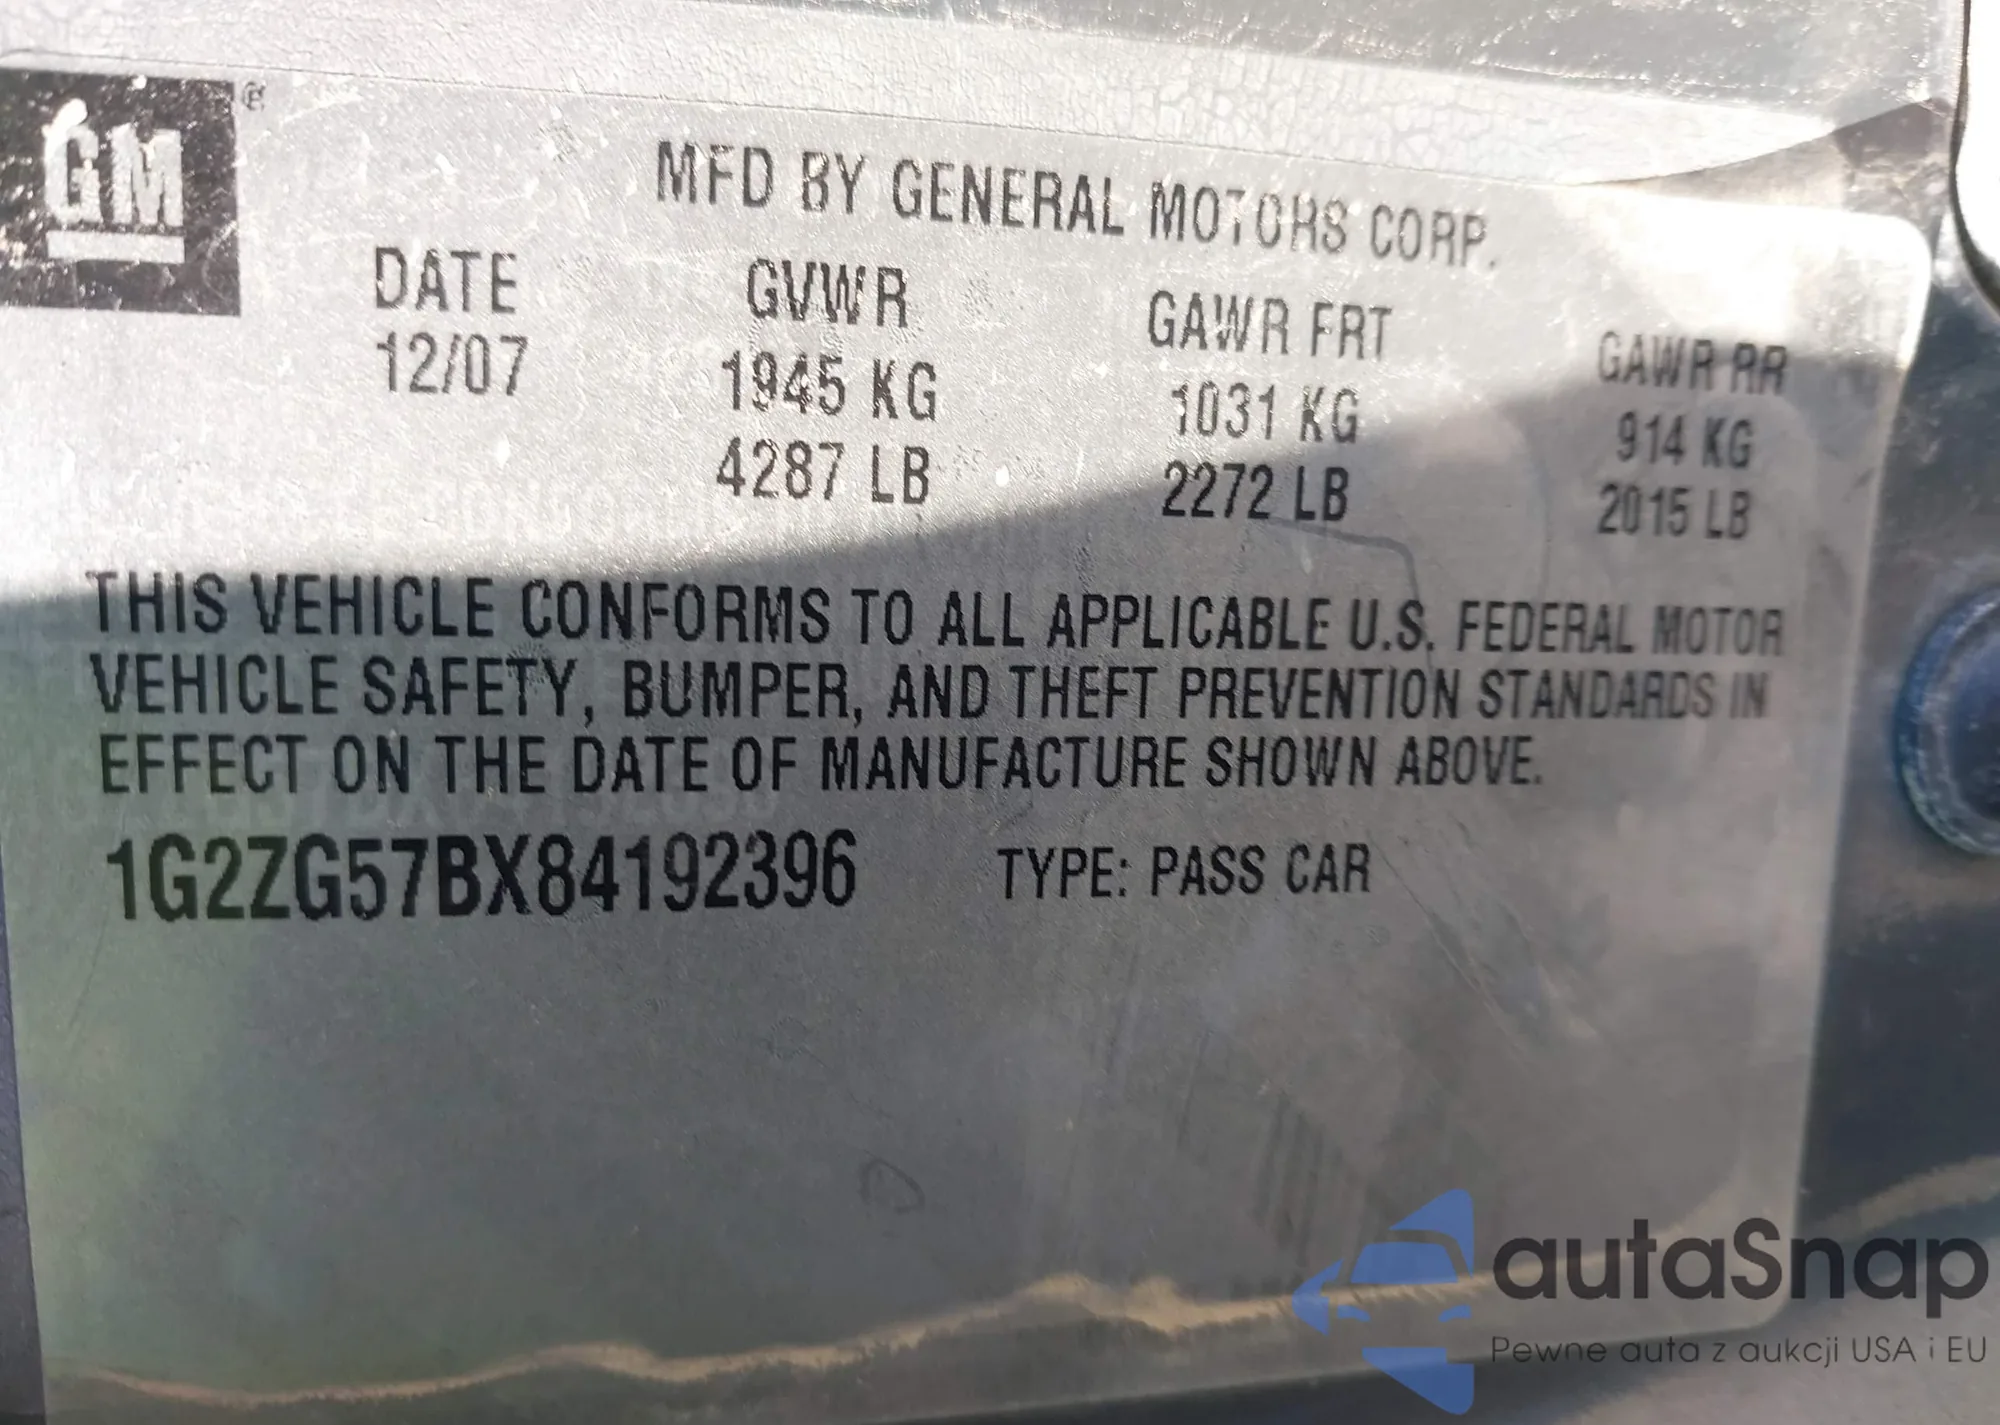 GM®
MFD BY GENERAL MOTORS CORP.
DATE GVWR GAWR FRT GAWR RR
12/07 1945 KG 1031 KG 914 KG
4287 LB 2272 LB 2015 LB
THIS VEHICLE CONFORMS TO ALL APPLICABLE U.S. FEDERAL MOTOR
VEHICLE SAFETY, BUMPER, AND THEFT PREVENTION STANDARDS IN
EFFECT ON THE DATE OF MANUFACTURE SHOWN ABOVE.
1G2ZG57BX84192396 TYPE: PASS CAR
autaSnap
Pewne auta z aukcji USA i EU